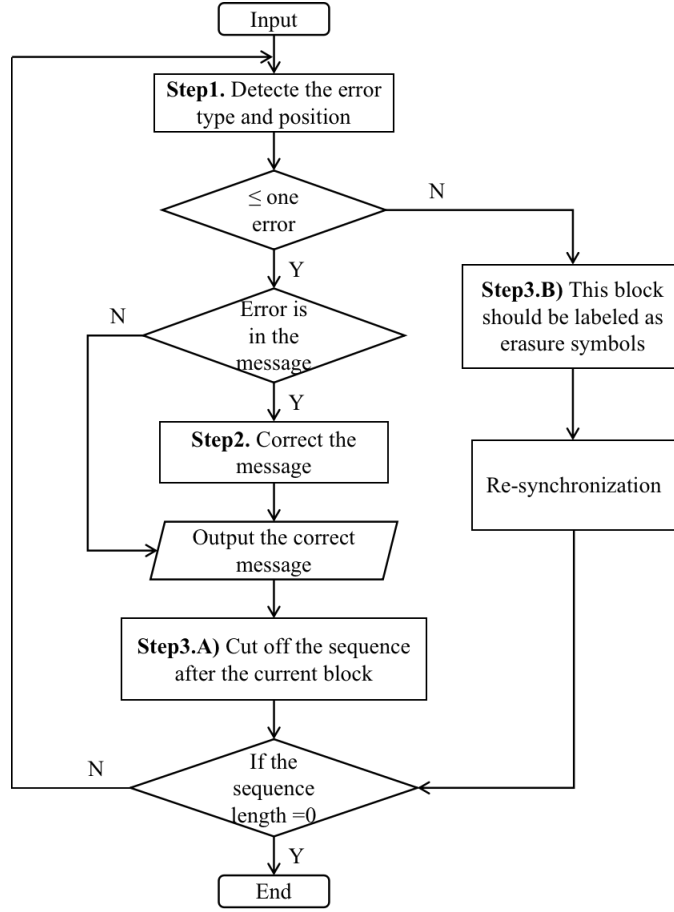 Input
Step1. Detecte the error
type and position
≤ one
error
N
Y
Step3.B) This block
should be labeled as
erasure symbols
Error is
in the
message
N
Y
Step2. Correct the
message
Re-synchronization
Output the correct
message
Step3.A) Cut off the sequence
after the current block
If the
sequence
length =0
N
Y
End